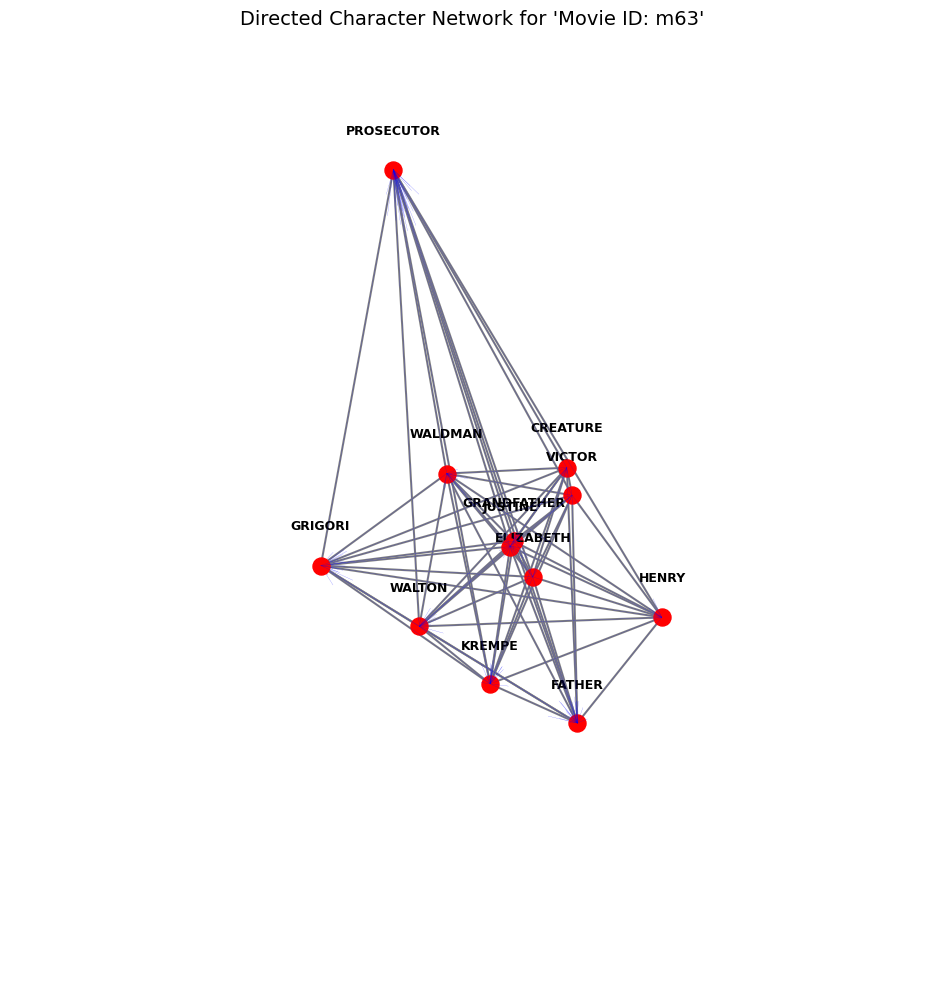 Directed Character Network for 'Movie ID: m63'
PROSECUTOR
CREATURE
WALDMAN
VICTOR
GRANDFATHER
JUSTINE
GRIGORI
ELIZABETH
HENRY
WALTON
KREMPE
FATHER